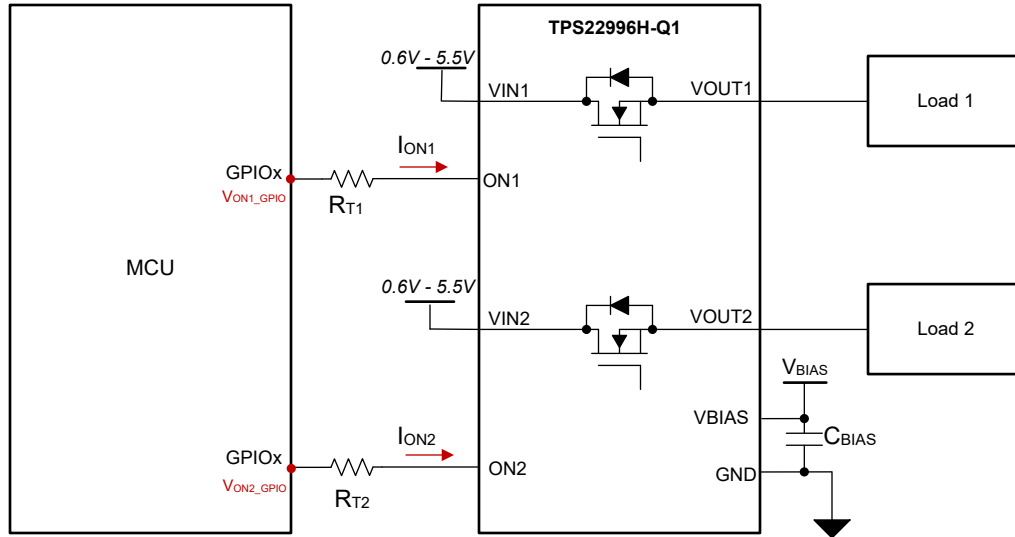 TPS22996H-Q1
0.6V - 5.5V
VIN1
VOUT1
Load 1
ION1
GPIOx
VON1_GPIO
ON1
RT1
MCU
0.6V - 5.5V
VIN2
VOUT2
Load 2
VBIAS
VBIAS
CBIAS
ION2
GPIOx
VON2_GPIO
ON2
GND
RT2